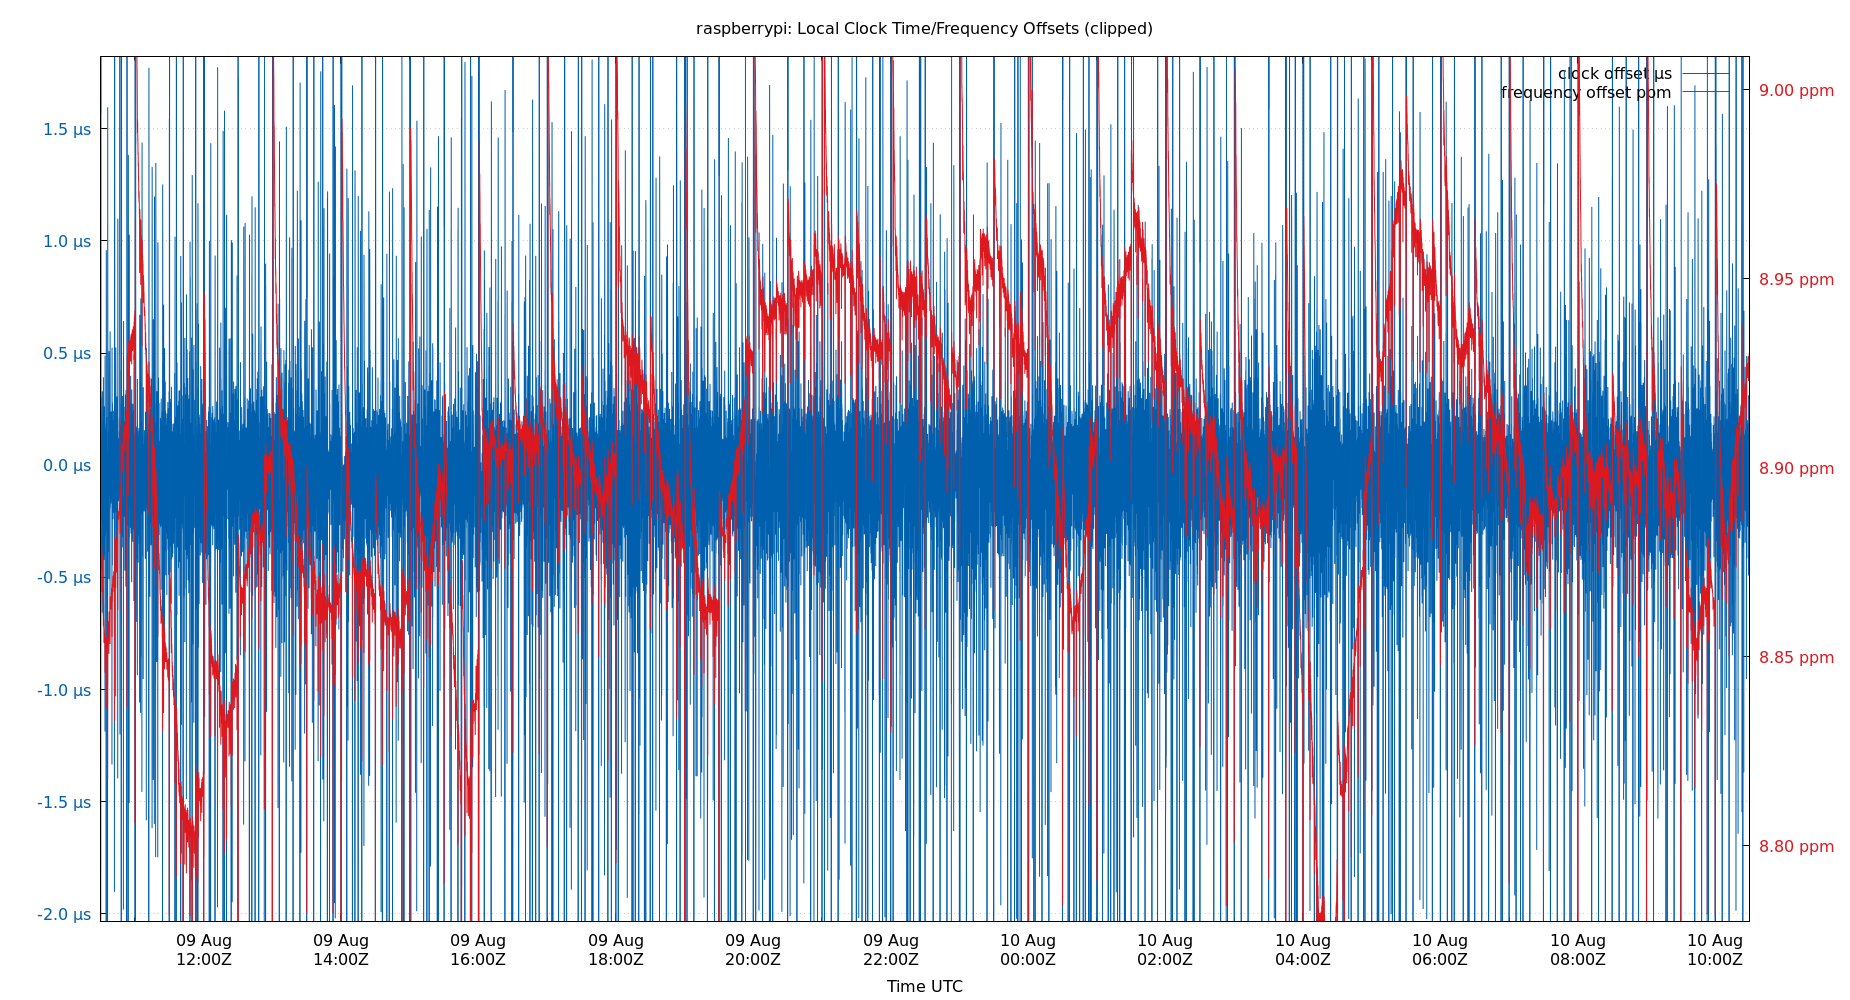 raspberrypi: Local Clock Time/Frequency Offsets (clipped)
clock offset µs
frequency offset ppm
1.5 µs
1.0 µs
0.5 µs
0.0 µs
-0.5 µs
-1.0 µs
-1.5 µs
-2.0 µs
9.00 ppm
8.95 ppm
8.90 ppm
8.85 ppm
8.80 ppm
09 Aug 09 Aug 09 Aug 09 Aug 09 Aug 09 Aug 10 Aug 10 Aug 10 Aug 10 Aug 10 Aug 10 Aug
12:00Z 14:00Z 16:00Z 18:00Z 20:00Z 22:00Z 00:00Z 02:00Z 04:00Z 06:00Z 08:00Z 10:00Z
Time UTC